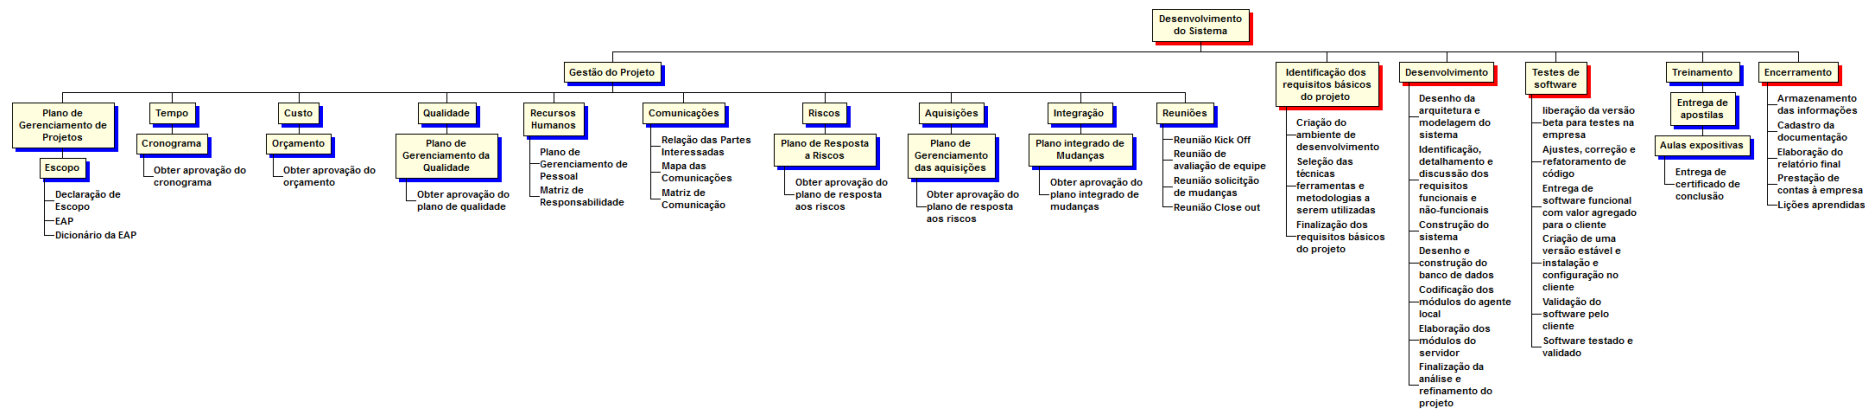 Desenvolvimento
do Sistema
Gestão do Projeto
Identificação dos
requisitos básicos
do projeto
Desenvolvimento
Testes de
software
Treinamento
Encerramento
Plano de
Gerenciamento de
Projetos
Escopo
Declaração de
Escopo
EAP
Dicionário da EAP
Tempo
Cronograma
Obter aprovação do
cronograma
Custo
Orçamento
Obter aprovação do
orçamento
Qualidade
Plano de
Gerenciamento da
Qualidade
Obter aprovação do
plano de qualidade
Recursos
Humanos
Plano de
Gerenciamento de
Pessoal
Matriz de
Responsabilidade
Comunicações
Relação das Partes
Interessadas
Mapa das
Comunicações
Matriz de
Comunicação
Riscos
Plano de Resposta
a Riscos
Obter aprovação do
plano de resposta
aos riscos
Aquisições
Plano de
Gerenciamento
das aquisições
Obter aprovação do
plano de resposta
aos riscos
Integração
Plano integrado de
Mudanças
Obter aprovação do
plano integrado de
mudanças
Reuniões
Reunião Kick Off
Reunião de
avaliação de equipe
Reunião solicitção
de mudanças
Reunião Close out
Criação do
ambiente de
desenvolvimento
Seleção das
técnicas
ferramentas e
metodologias a
serem utilizadas
Finalização dos
requisitos básicos
do projeto
Desenho da
arquitetura e
modelagem do
sistema
Identificação,
detalhamento e
discussão dos
requisitos
funcionais e
não-funcionais
Construção do
sistema
Desenho e
construção do
banco de dados
Codificação dos
módulos do agente
local
Elaboração dos
módulos do
servidor
Finalização da
análise e
refinamento do
projeto
liberação da versão
beta para testes na
empresa
Ajustes, correção e
refatoramento de
código
Entrega de
software funcional
com valor agregado
para o cliente
Criação de uma
versão estável e
instalação e
configuração no
cliente
Validação do
software pelo
cliente
Software testado e
validado
Entrega de
apostilas
Aulas expositivas
Entrega de
certificado de
conclusão
Armazenamento
das informações
Cadastro da
documentação
Elaboração do
relatório final
Prestação de
contas à empresa
Lições aprendidas